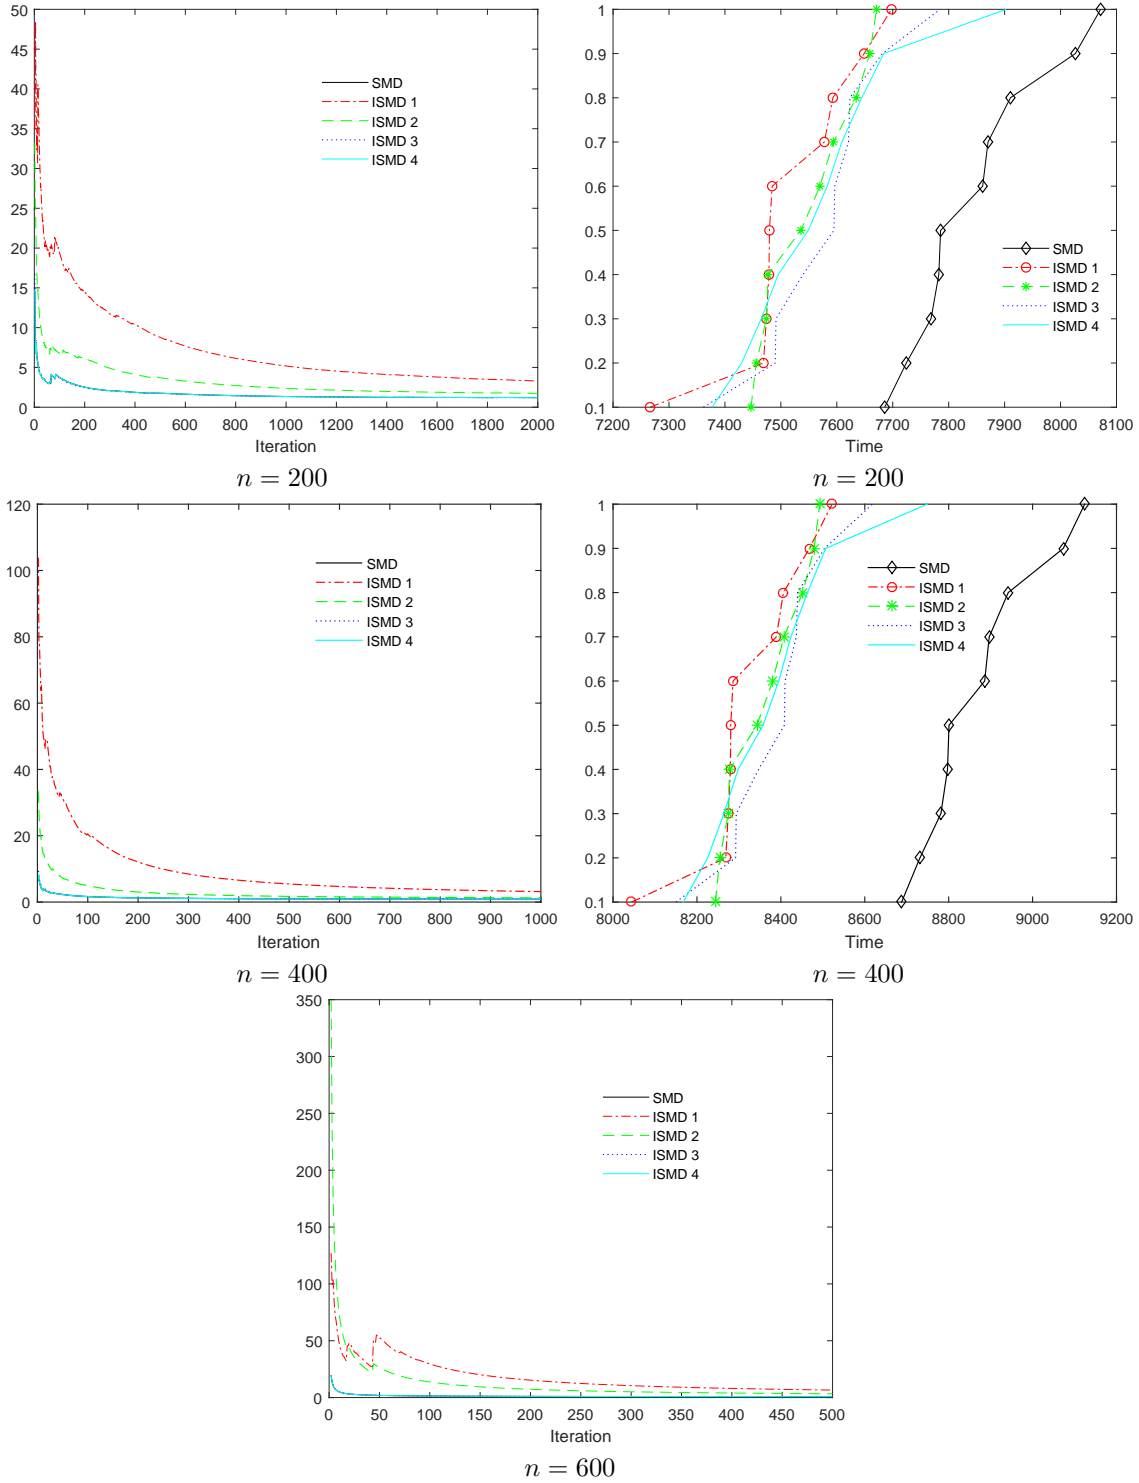 50
45
40
35
30
25
20
15
10
5
0
0 200 400 600 800 1000 1200 1400 1600 1800 2000
Iteration
SMD
ISMD 1
ISMD 2
ISMD 3
ISMD 4
n = 200
1
0.9
0.8
0.7
0.6
0.5
0.4
0.3
0.2
0.1
7200 7300 7400 7500 7600 7700 7800 7900 8000 8100
Time
SMD
ISMD 1
ISMD 2
ISMD 3
ISMD 4
n = 200
120
100
80
60
40
20
0
0 100 200 300 400 500 600 700 800 900 1000
Iteration
SMD
ISMD 1
ISMD 2
ISMD 3
ISMD 4
n = 400
1
0.9
0.8
0.7
0.6
0.5
0.4
0.3
0.2
0.1
8000 8200 8400 8600 8800 9000 9200
Time
SMD
ISMD 1
ISMD 2
ISMD 3
ISMD 4
n = 400
350
300
250
200
150
100
50
0
0 50 100 150 200 250 300 350 400 450 500
Iteration
SMD
ISMD 1
ISMD 2
ISMD 3
ISMD 4
n = 600